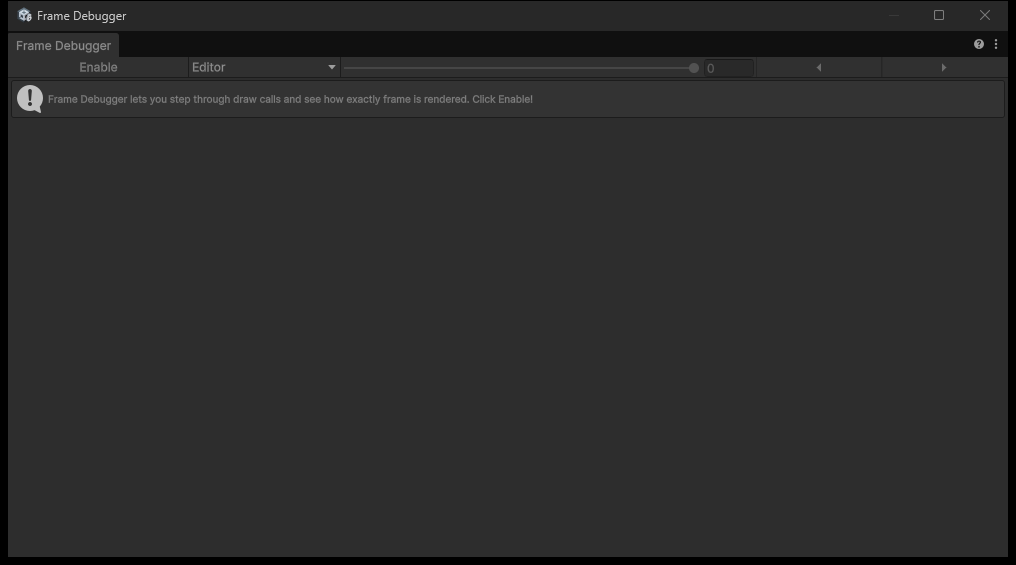 Frame Debugger
Frame Debugger
Enable Editor 0
Frame Debugger lets you step through draw calls and see how exactly frame is rendered. Click Enable!